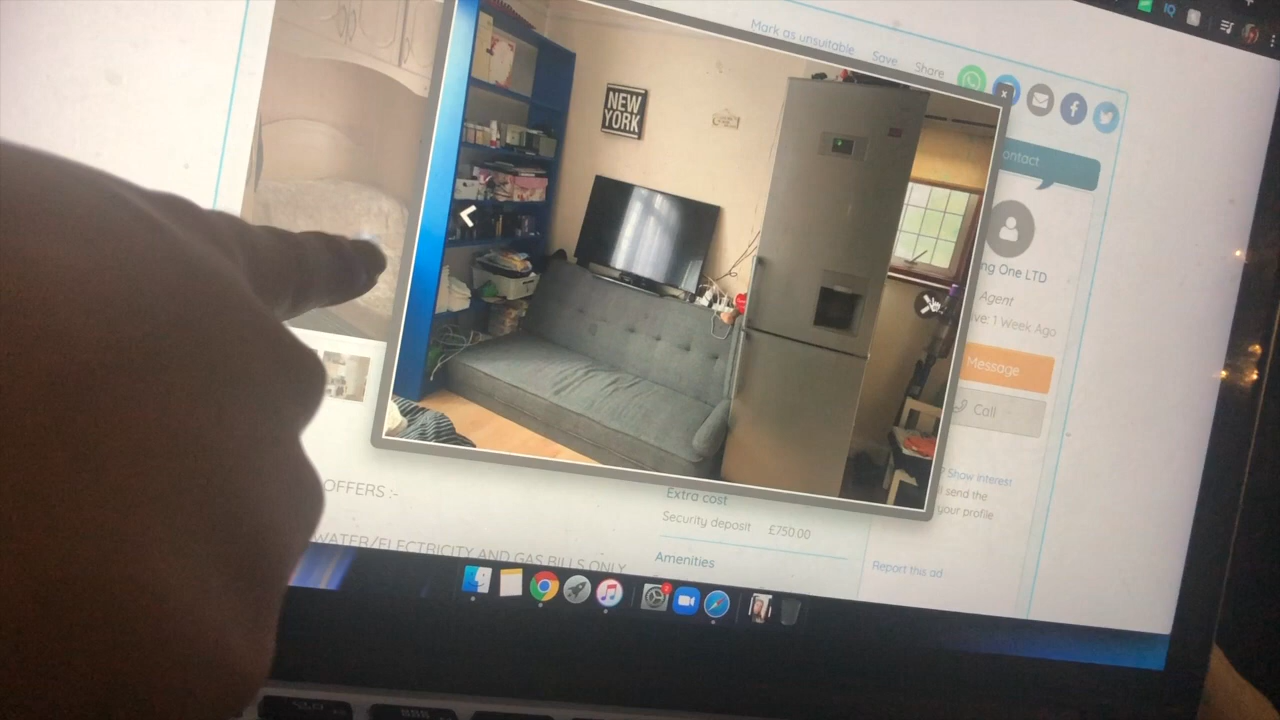 Mark as unsuitable
Save
Share
NEW
YORK
ontact
ng One LTD
Agent
ve: 1 Week Ago
Message
Call
? Show interest
send the
your profile
OFFERS :-
WATER/ELECTRICITY AND GAS BILLS ONLY
Extra cost
Security deposit £750.00
Amenities
Report this ad